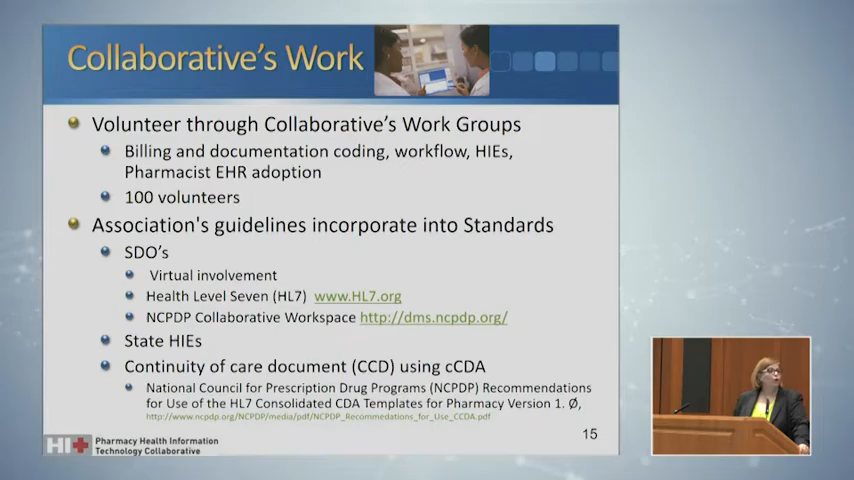 Collaborative's Work
Volunteer through Collaborative's Work Groups
Billing and documentation coding, workflow, HIEs,
Pharmacist EHR adoption
100 volunteers
Association's guidelines incorporate into Standards
SDO's
Virtual involvement
Health Level Seven (HL7) www.HL7.org
NCPDP Collaborative Workspace http://dms.ncpdp.org/
State HIEs
Continuity of care document (CCD) using cCDA
National Council for Prescription Drug Programs (NCPDP) Recommendations
for Use of the HL7 Consolidated CDA Templates for Pharmacy Version 1. Ø,
http://www.ncpdp.org/NCPDP/media/pdf/NCPDP_Recommedations_for_Use_CCDA.pdf
15
HIT Pharmacy Health Information
Technology Collaborative